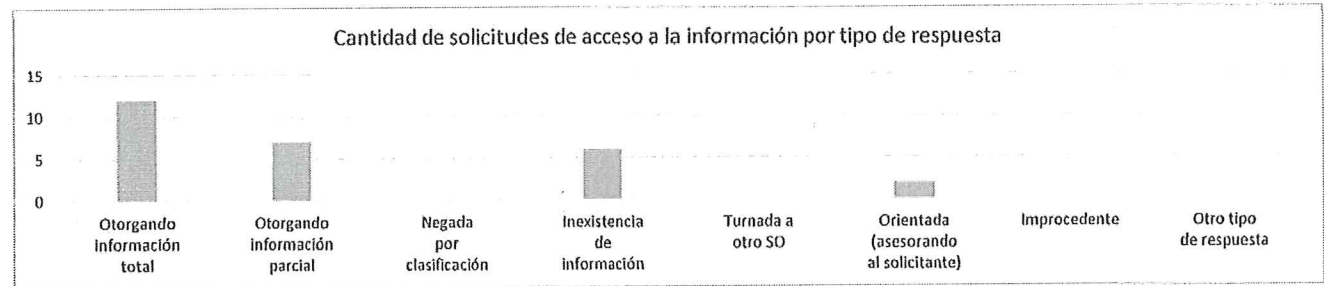 Cantidad de solicitudes de acceso a la información por tipo de respuesta
15
10
5
0
Otorgando
información
total
Otorgando
información
parcial
Negada
por
clasificación
Inexistencia
de
información
Turnada a
otro SO
Orientada
(asesorando
al solicitante)
Improcedente
Otro tipo
de respuesta